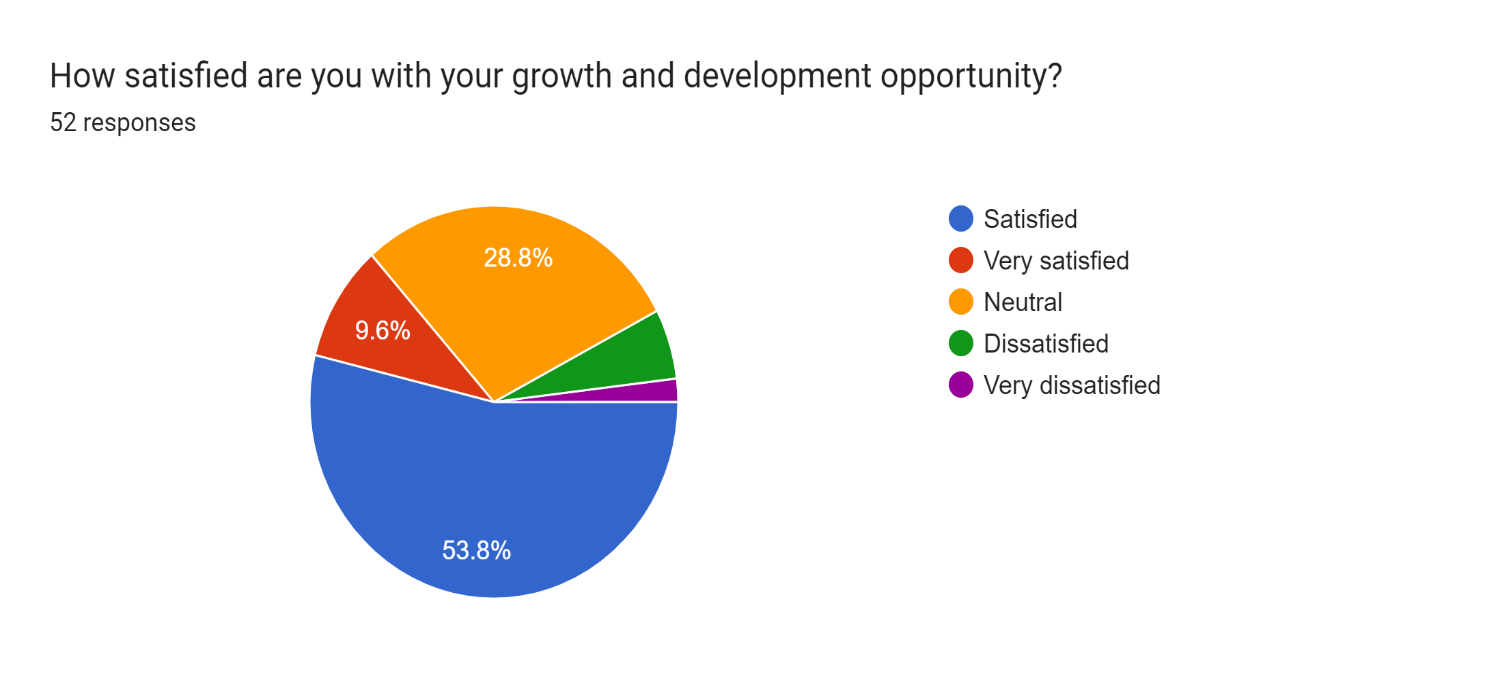 How satisfied are you with your growth and development opportunity?
52 responses
28.8%
9.6%
53.8%
Satisfied
Very satisfied
Neutral
Dissatisfied
Very dissatisfied